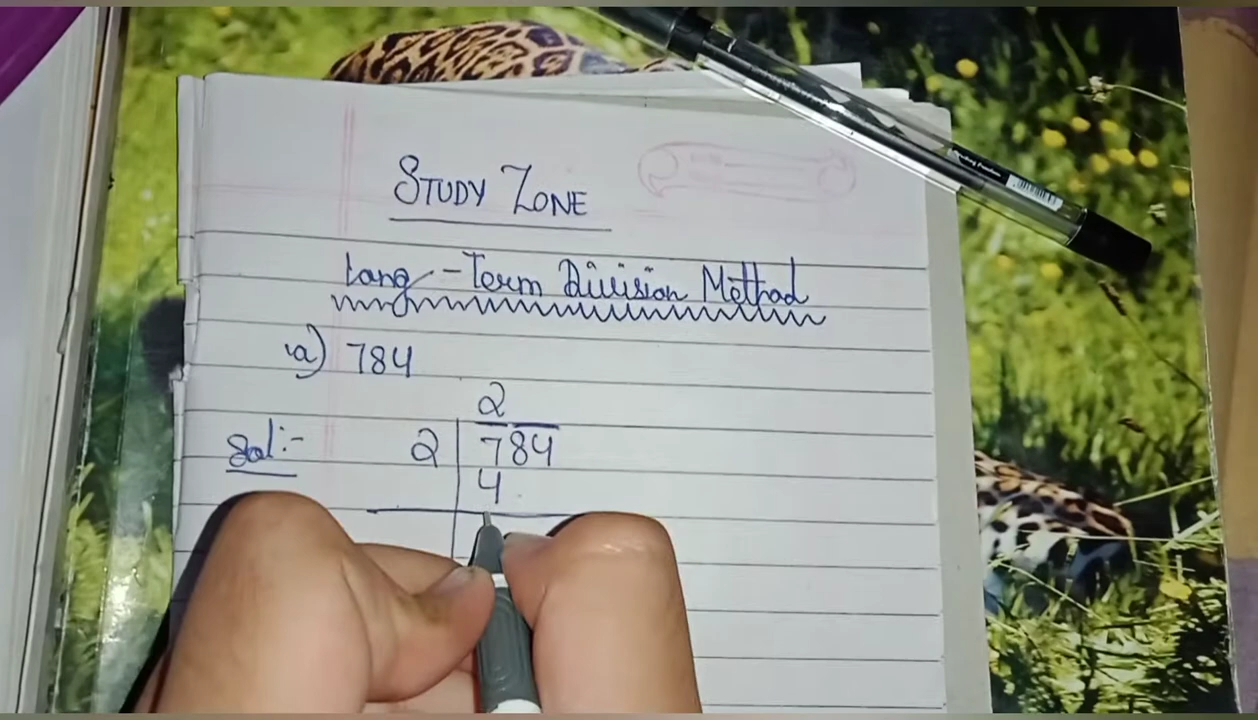 STUDY ZONE
Long-Term Division Method
a) 784
2
Sol:- 2 784
4